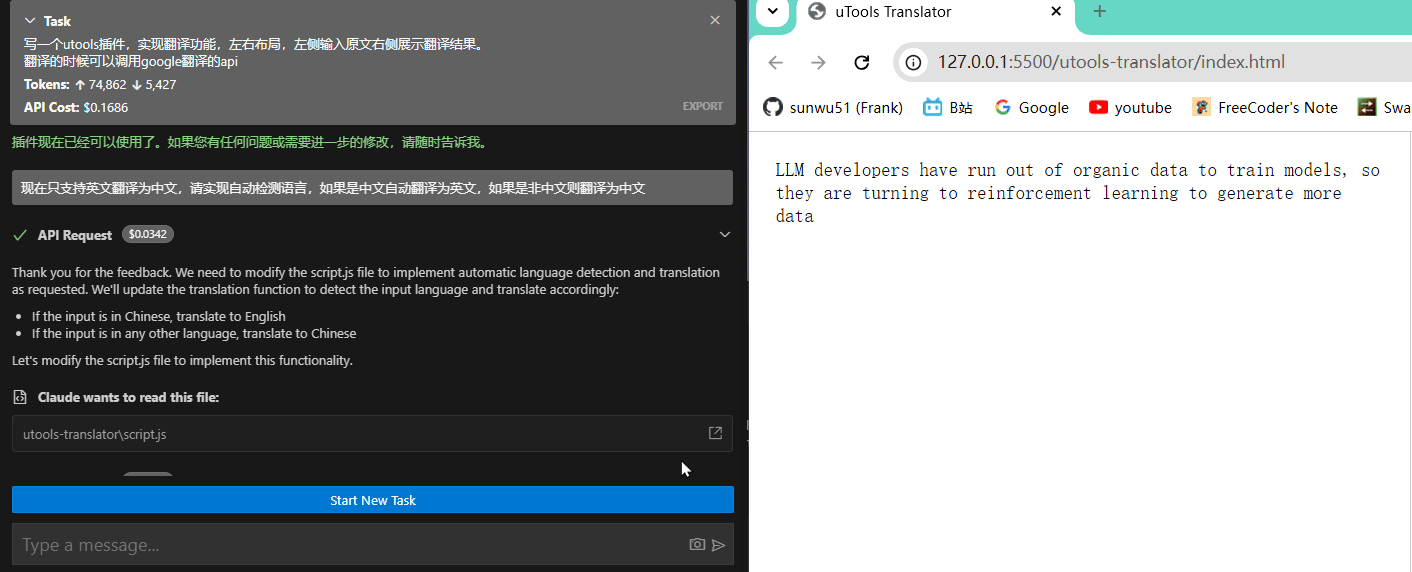 Task
写一个utools插件，实现翻译功能，左右布局，左侧输入原文右侧展示翻译结果。
翻译的时候可以调用google翻译的api
Tokens: ↑ 74,862 ↓ 5,427
API Cost: $0.1686
EXPORT
插件现在已经可以使用了。如果您有任何问题或需要进一步的修改，请随时告诉我。
现在只支持英文翻译为中文，请实现自动检测语言，如果是中文自动翻译为英文，如果是非中文则翻译为中文
API Request $0.0342
Thank you for the feedback. We need to modify the script.js file to implement automatic language detection and translation
as requested. We'll update the translation function to detect the input language and translate accordingly:
• If the input is in Chinese, translate to English
• If the input is in any other language, translate to Chinese
Let's modify the script.js file to implement this functionality.
Claude wants to read this file:
utools-translator\script.js
Start New Task
Type a message...
uTools Translator
127.0.0.1:5500/utools-translator/index.html
sunwu51 (Frank) B站 Google youtube FreeCoder's Note Swa
LLM developers have run out of organic data to train models, so
they are turning to reinforcement learning to generate more
data